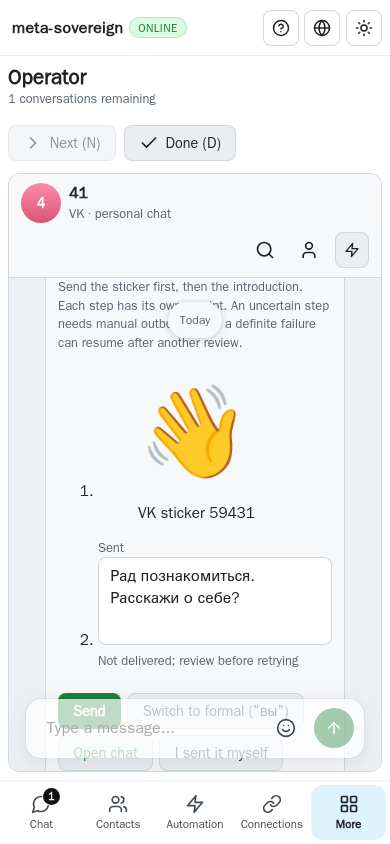 meta-sovereign
ONLINE
Operator
1 conversations remaining
Next (N)
Done (D)
4
41
VK · personal chat
Send the sticker first, then the introduction.
Each step has its own
Today
An uncertain step
needs manual
a definite failure
can resume after another review.
1.
VK sticker 59431
Sent
Рад познакомиться.
Расскажи о себе?
2.
Not delivered; review before retrying
Send
Switch to formal ("вы")
Type a message...
Open chat
I sent it myself
Chat
1
Contacts
Automation
Connections
More